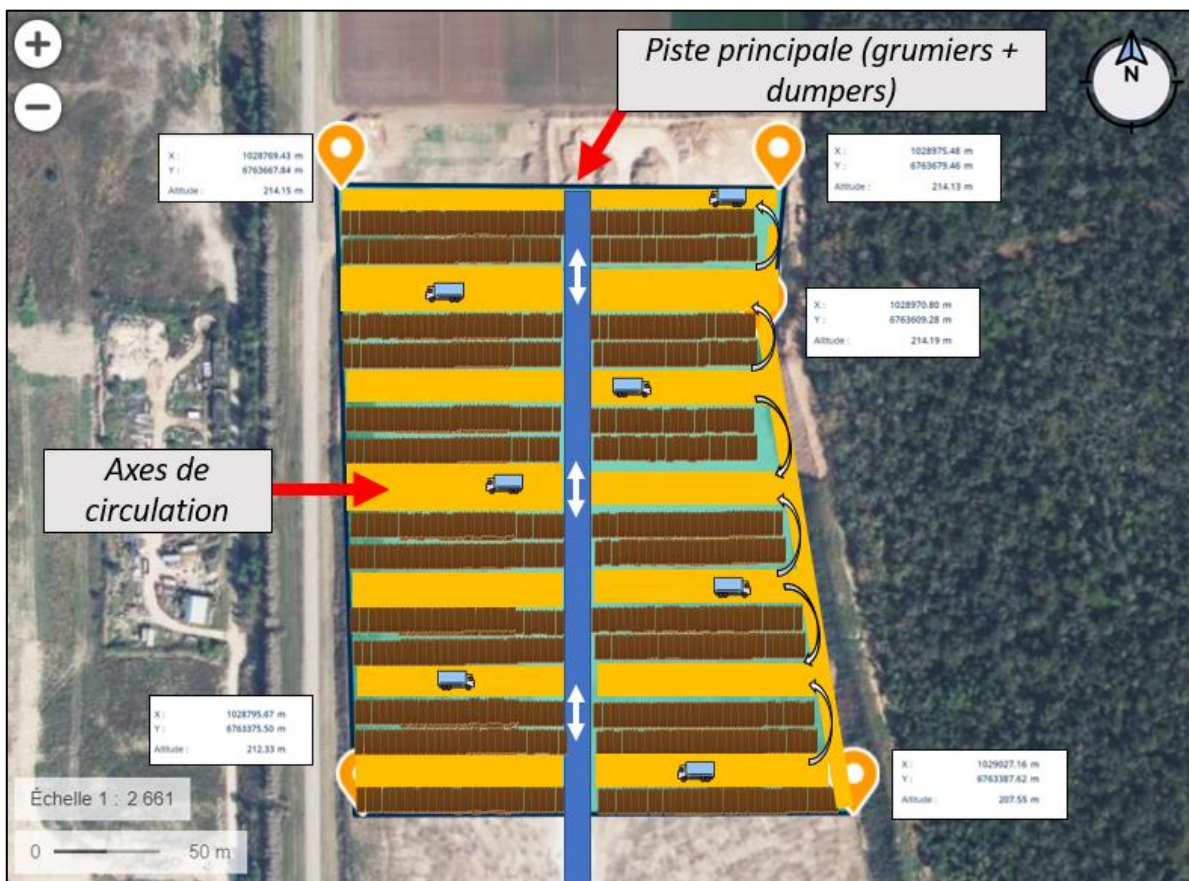 Piste principale (grumiers +
dumpers)
N
X : 1028769.43 m
Y : 6763667.84 m
Altitude : 214.15 m
X : 1028975.48 m
Y : 6763679.46 m
Altitude : 214.13 m
X : 1028970.80 m
Y : 6763609.28 m
Altitude : 214.19 m
Axes de
circulation
X : 1028795.67 m
Y : 6763375.50 m
Altitude : 212.33 m
X : 1029027.16 m
Y : 6763387.62 m
Altitude : 207.55 m
Échelle 1 : 2 661
0 50 m